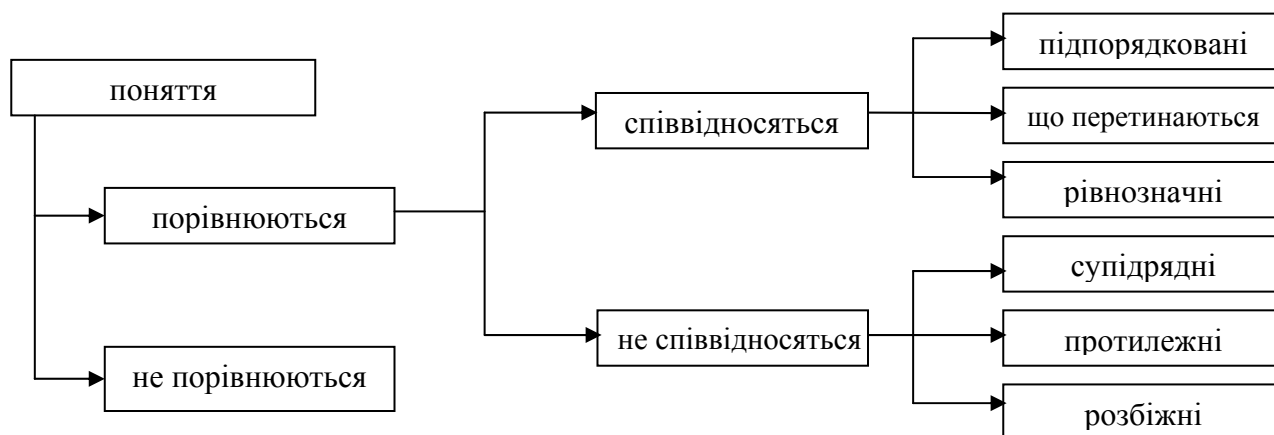 поняття
порівнюються
не порівнюються
співвідносяться
не співвідносяться
підпорядковані
що перетинаються
рівнозначні
супідрядні
протилежні
розбіжні